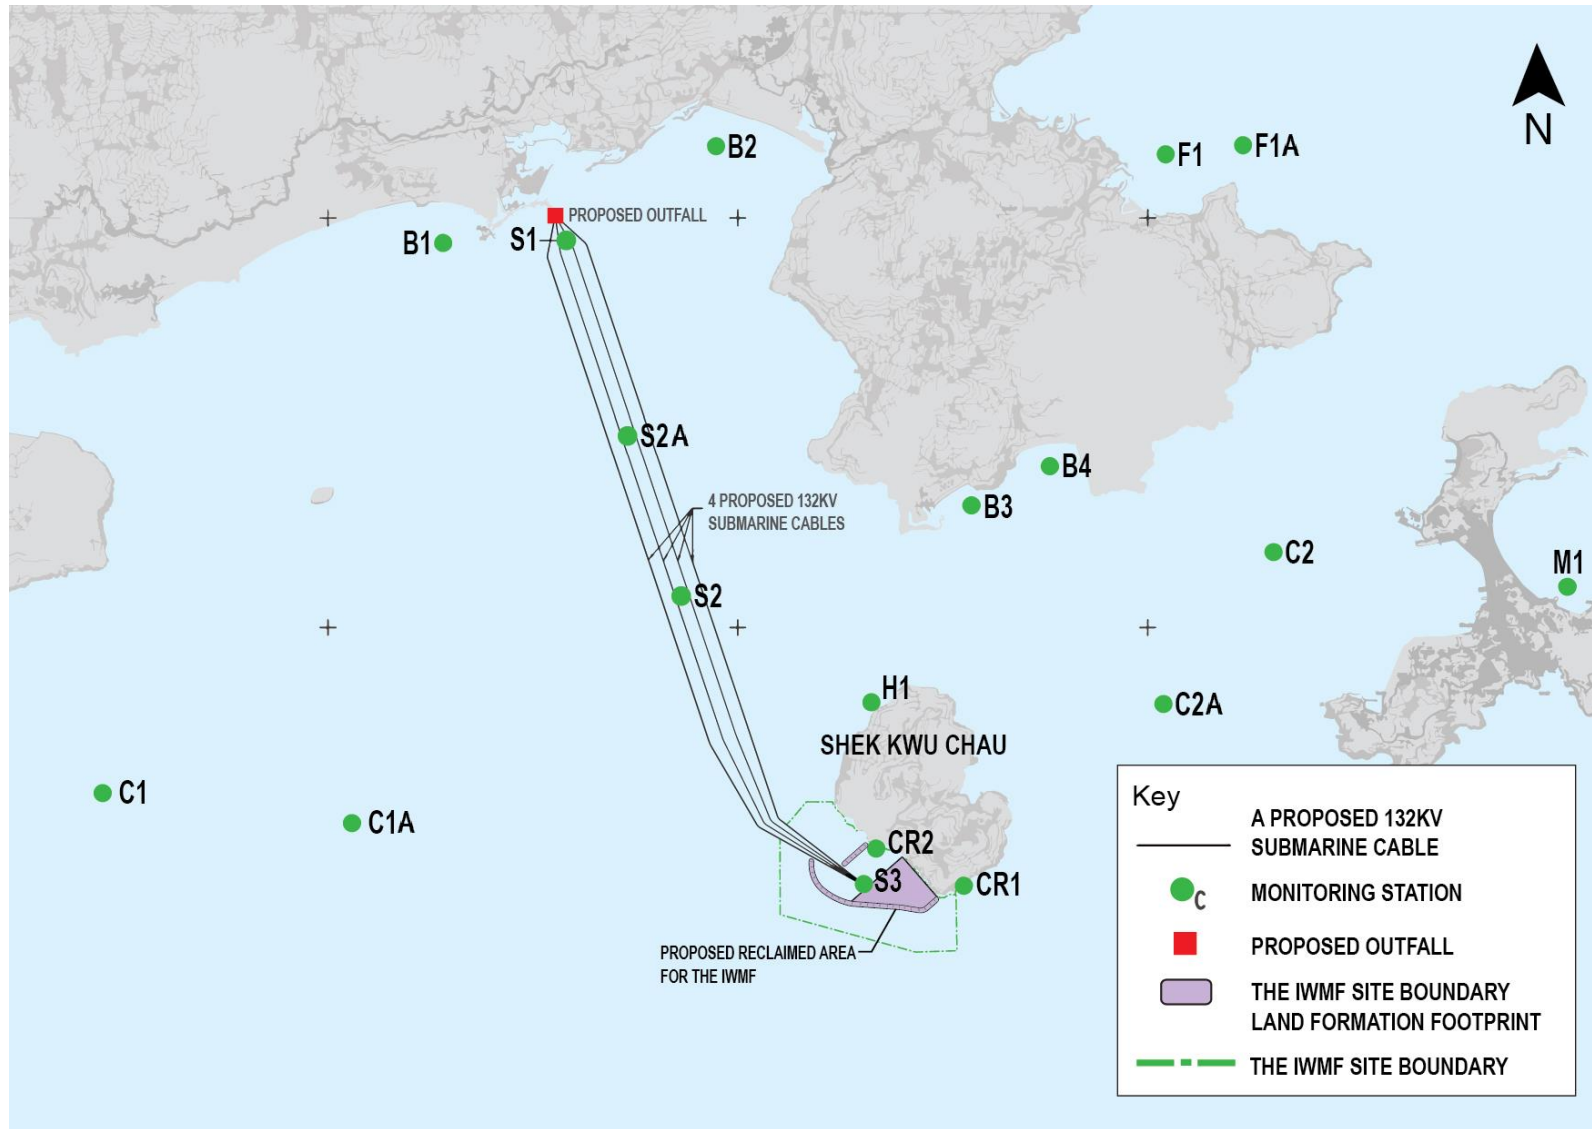 N
B2
F1
F1A
PROPOSED OUTFALL
B1
S1
S2A
B4
4 PROPOSED 132KV
SUBMARINE CABLES
B3
C2
M1
S2
H1
C2A
SHEK KWU CHAU
C1
C1A
CR2
S3
CR1
PROPOSED RECLAIMED AREA
FOR THE IWMF
Key
A PROPOSED 132KV
SUBMARINE CABLE
C
MONITORING STATION
PROPOSED OUTFALL
THE IWMF SITE BOUNDARY
LAND FORMATION FOOTPRINT
THE IWMF SITE BOUNDARY